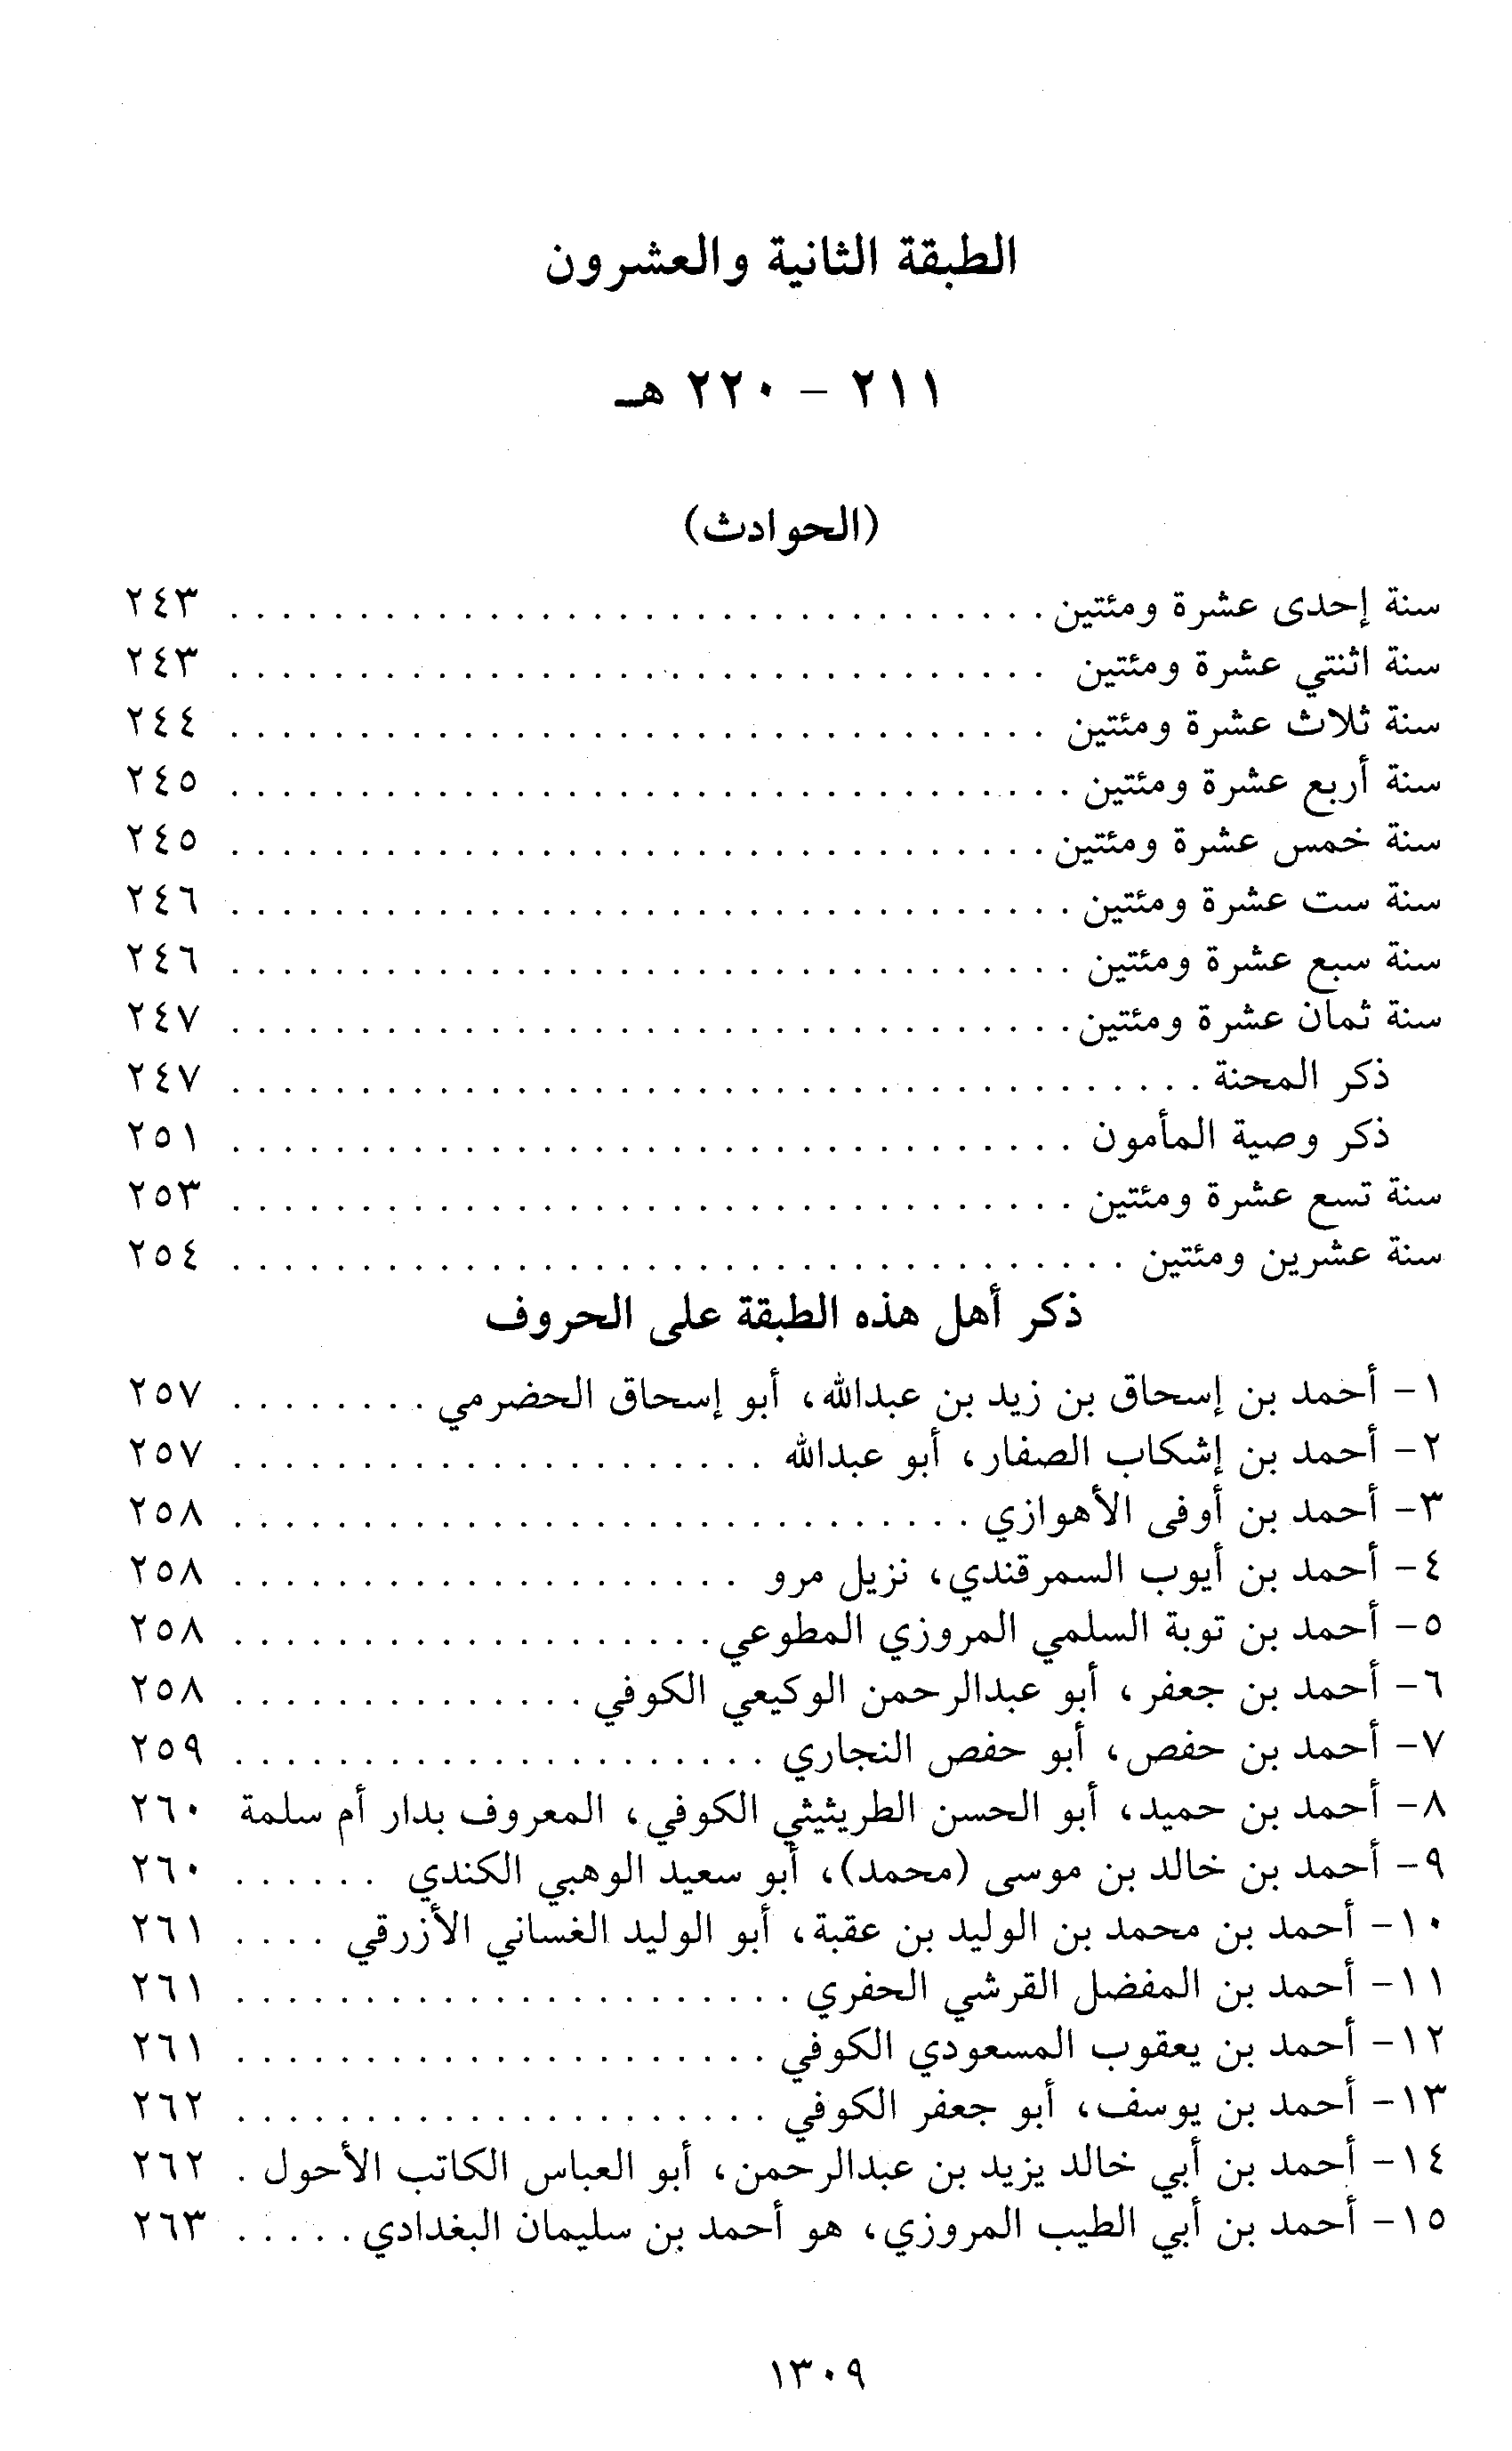 الطبقة الثانية والعشرون
٢١١ - ٢٢٠ هـ
(الحوادث)
سنة إحدى عشرة ومئتين ................................ ٢٤٣
سنة اثنتي عشرة ومئتين ................................ ٢٤٣
سنة ثلاث عشرة ومئتين ................................ ٢٤٤
سنة أربع عشرة ومئتين ................................. ٢٤٥
سنة خمس عشرة ومئتين ................................ ٢٤٥
سنة ست عشرة ومئتين ................................. ٢٤٦
سنة سبع عشرة ومئتين ................................. ٢٤٦
سنة ثمان عشرة ومئتين ................................. ٢٤٧
ذكر المحنة ...................................... ٢٤٧
ذكر وصية المأمون ................................. ٢٥١
سنة تسع عشرة ومئتين ................................. ٢٥٣
سنة عشرين ومئتين ................................... ٢٥٤
ذكر أهل هذه الطبقة على الحروف
١- أحمد بن إسحاق بن زيد بن عبدالله، أبو إسحاق الحضرمي ........ ٢٥٧
٢- أحمد بن إشكاب الصفار، أبو عبدالله ..................... ٢٥٧
٣- أحمد بن أوفى الأهوازي ............................. ٢٥٨
٤- أحمد بن أيوب السمرقندي، نزيل مرو .................... ٢٥٨
٥- أحمد بن توبة السلمي المروزي المطوعي ................... ٢٥٨
٦- أحمد بن جعفر، أبو عبدالرحمن الوكيعي الكوفي .............. ٢٥٨
٧- أحمد بن حفص، أبو حفص النجاري ..................... ٢٥٩
٨- أحمد بن حميد، أبو الحسن الطريثيثي الكوفي، المعروف بدار أم سلمة ٢٦٠
٩- أحمد بن خالد بن موسى (محمد)، أبو سعيد الوهبي الكندي ...... ٢٦٠
١٠- أحمد بن محمد بن الوليد بن عقبة، أبو الوليد الغساني الأزرقي .... ٢٦١
١١- أحمد بن المفضل القرشي الحفري ...................... ٢٦١
١٢- أحمد بن يعقوب المسعودي الكوفي ..................... ٢٦١
١٣- أحمد بن يوسف، أبو جعفر الكوفي ..................... ٢٦٢
١٤- أحمد بن أبي خالد يزيد بن عبدالرحمن، أبو العباس الكاتب الأحول . ٢٦٢
١٥- أحمد بن أبي الطيب المروزي، هو أحمد بن سليمان البغدادي ..... ٢٦٣
١٣٠٩